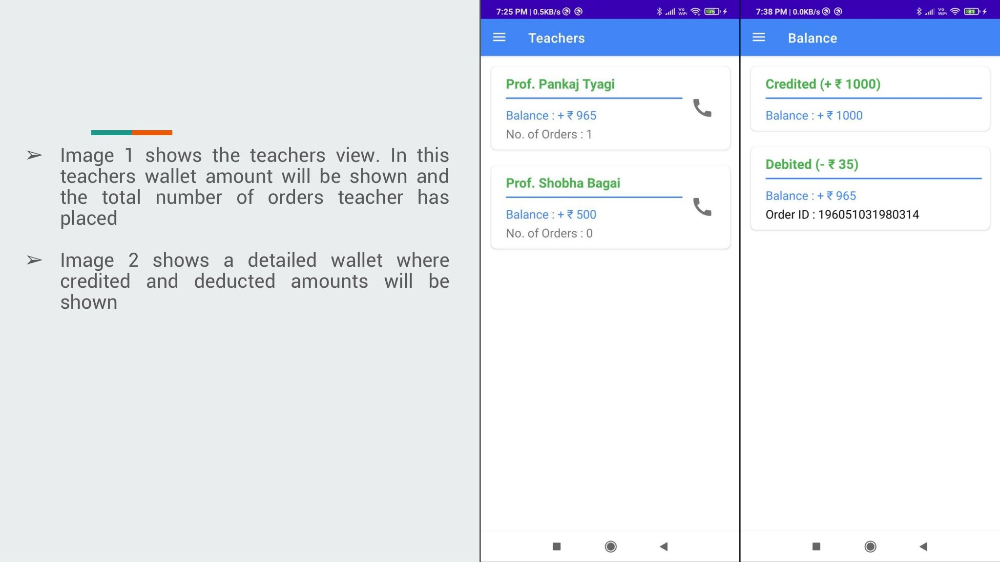 ➢ Image 1 shows the teachers view. In this
teachers wallet amount will be shown and
the total number of orders teacher has
placed
➢ Image 2 shows a detailed wallet where
credited and deducted amounts will be
shown
7:25 PM | 0.5KB/s
Vo WiFi 75
Teachers
Prof. Pankaj Tyagi
Balance : + ₹ 965
No. of Orders : 1
Prof. Shobha Bagai
Balance : + ₹ 500
No. of Orders : 0
7:38 PM | 0.0KB/s
Vo WiFi 81
Balance
Credited (+ ₹ 1000)
Balance : + ₹ 1000
Debited (- ₹ 35)
Balance : + ₹ 965
Order ID : 196051031980314